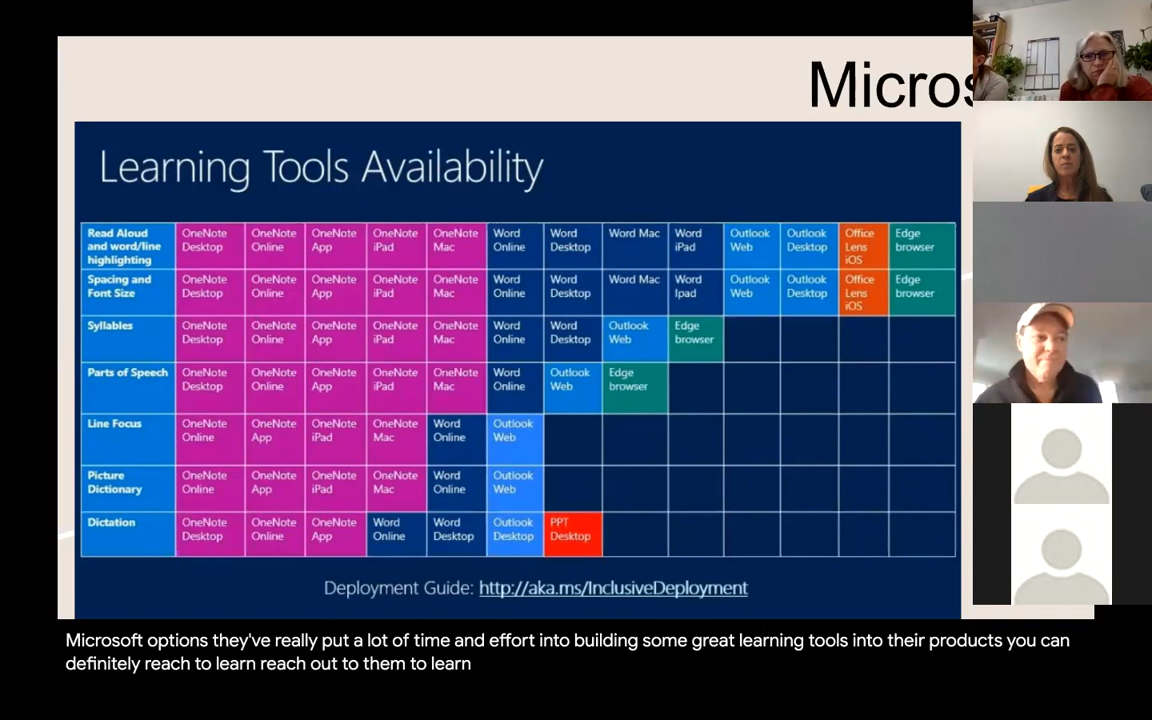 Micros
Learning Tools Availability
Read Aloud and word/line highlighting OneNote Desktop OneNote Online OneNote App OneNote iPad OneNote Mac Word Online Word Desktop Word Mac Word iPad Outlook Web Outlook Desktop Office Lens iOS Edge browser
Spacing and Font Size OneNote Desktop OneNote Online OneNote App OneNote iPad OneNote Mac Word Online Word Desktop Word Mac Word Ipad Outlook Web Outlook Desktop Office Lens iOS Edge browser
Syllables OneNote Desktop OneNote Online OneNote App OneNote iPad OneNote Mac Word Online Word Desktop Outlook Web Edge browser
Parts of Speech OneNote Desktop OneNote Online OneNote App OneNote iPad OneNote Mac Word Online Outlook Web Edge browser
Line Focus OneNote Online OneNote App OneNote iPad OneNote Mac Word Online Outlook Web
Picture Dictionary OneNote Online OneNote App OneNote iPad OneNote Mac Word Online Outlook Web
Dictation OneNote Desktop OneNote Online OneNote App Word Online Word Desktop Outlook Desktop PPT Desktop
Deployment Guide: http://aka.ms/InclusiveDeployment
Microsoft options they've really put a lot of time and effort into building some great learning tools into their products you can
definitely reach to learn reach out to them to learn